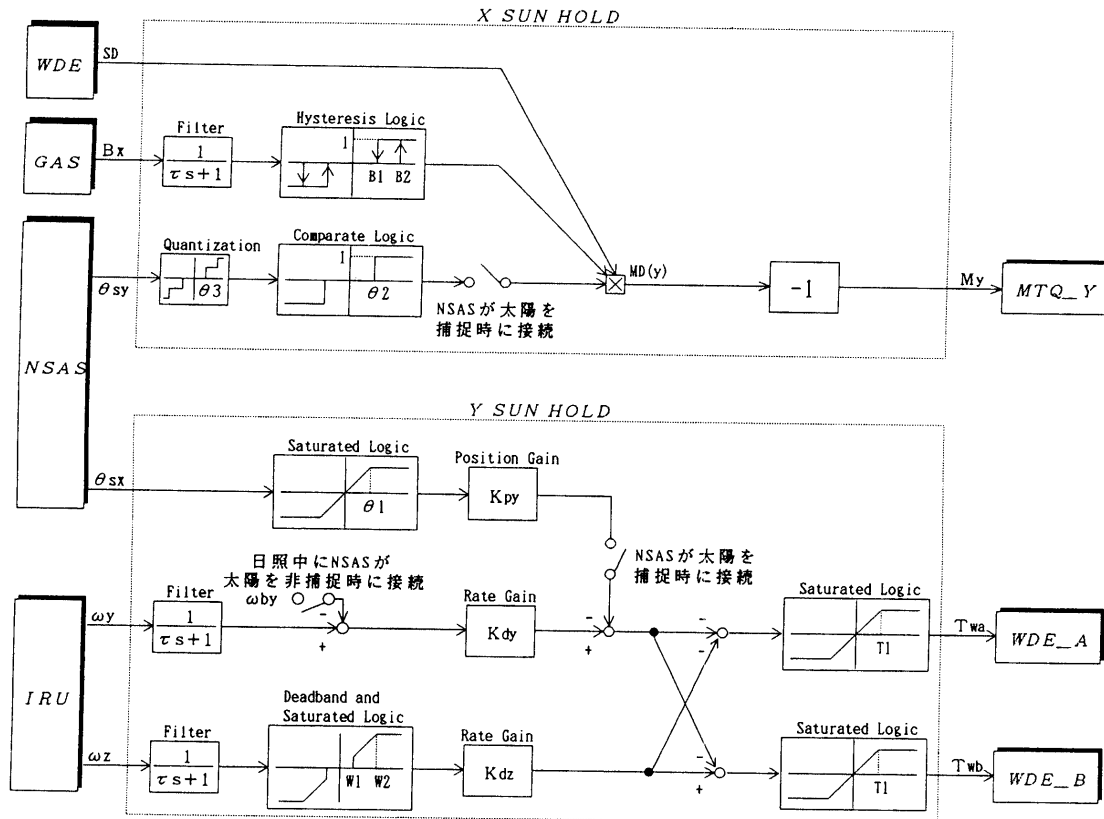 X SUN HOLD
WDE
SD
Filter
Hysteresis Logic
GAS
Bx
1
τs+1
1
B1 B2
Quantization
Comparate Logic
θsy
θ3
1
θ2
MD(y)
-1
My
MTQ_Y
NSASが太陽を
捕捉時に接続
NSAS
Y SUN HOLD
Saturated Logic
Position Gain
θsx
θ1
Kpy
日照中にNSASが
太陽を非捕捉時に接続
NSASが太陽を
捕捉時に接続
Filter
ωby
Rate Gain
Saturated Logic
ωy
1
τs+1
-
+
Kdy
-
+
-
-
T1
Twa
WDE_A
IRU
Deadband and
Saturated Logic
Filter
Rate Gain
Saturated Logic
ωz
1
τs+1
W1 W2
Kdz
-
+
T1
Twb
WDE_B